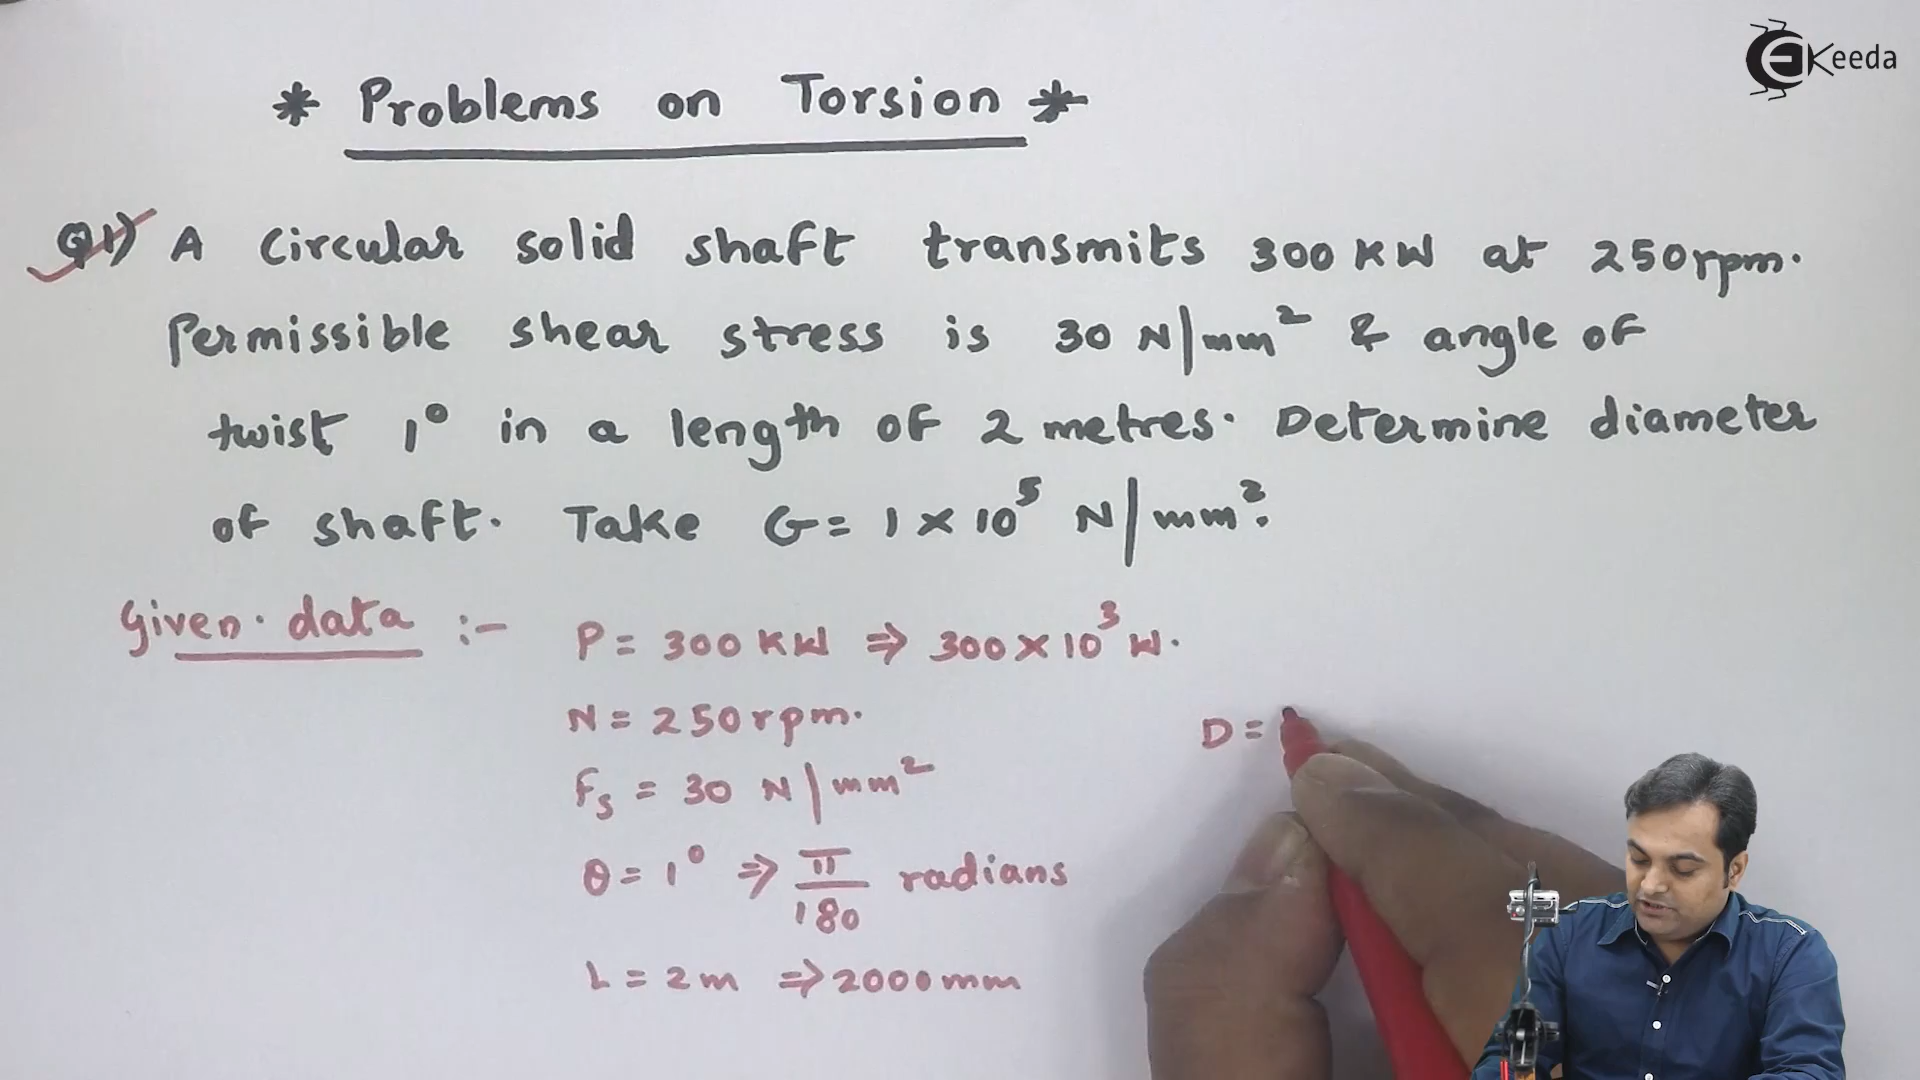 Keeda
* Problems on Torsion *
Q1) A circular solid shaft transmits 300 KW at 250 rpm.
Permissible shear stress is 30 N/mm² & angle of
twist 1° in a length of 2 metres. Determine diameter
of shaft. Take G = 1 × 10⁵ N/mm².
Given data :- P = 300 KW ⇒ 300 × 10³ W.
N = 250 rpm.
D =
Fs = 30 N/mm²
θ = 1° ⇒ π/180 radians
L = 2m ⇒ 2000 mm